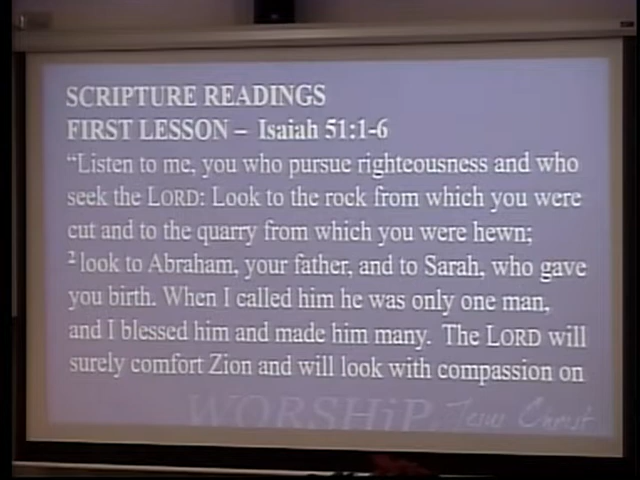 SCRIPTURE READINGS
FIRST LESSON – Isaiah 51:1-6
“Listen to me, you who pursue righteousness and who
seek the LORD: Look to the rock from which you were
cut and to the quarry from which you were hewn;
² look to Abraham, your father, and to Sarah, who gave
you birth. When I called him he was only one man,
and I blessed him and made him many. The LORD will
surely comfort Zion and will look with compassion on
WORSHiP Jesus Christ